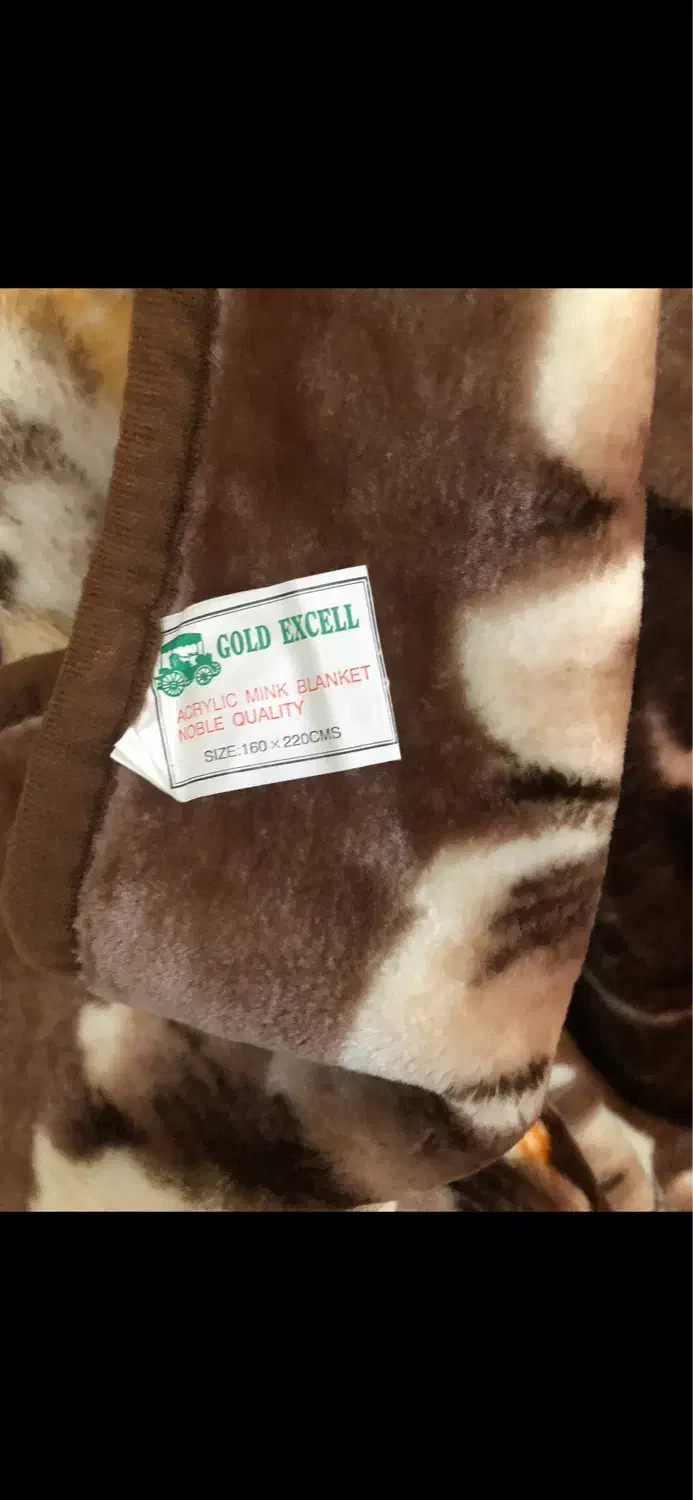 GOLD EXCELL
ACRYLIC MINK BLANKET
NOBLE QUALITY
SIZE:160×220CMS